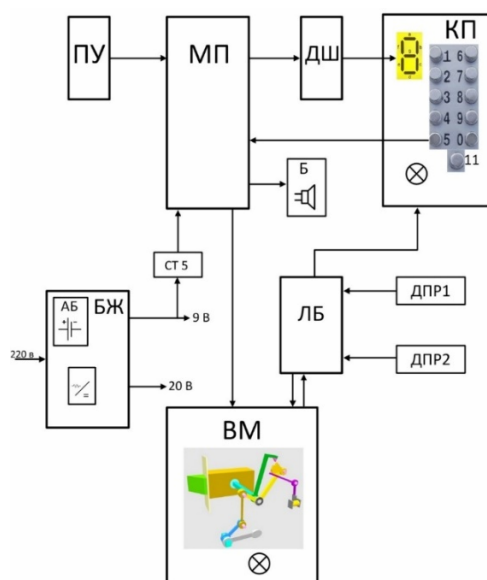 ПУ
МП
ДШ
КП
1 6
2 7
3 8
4 9
5 0
11
Б
СТ 5
АБ
БЖ
9 В
220 в
20 В
ЛБ
ДПР1
ДПР2
ВМ